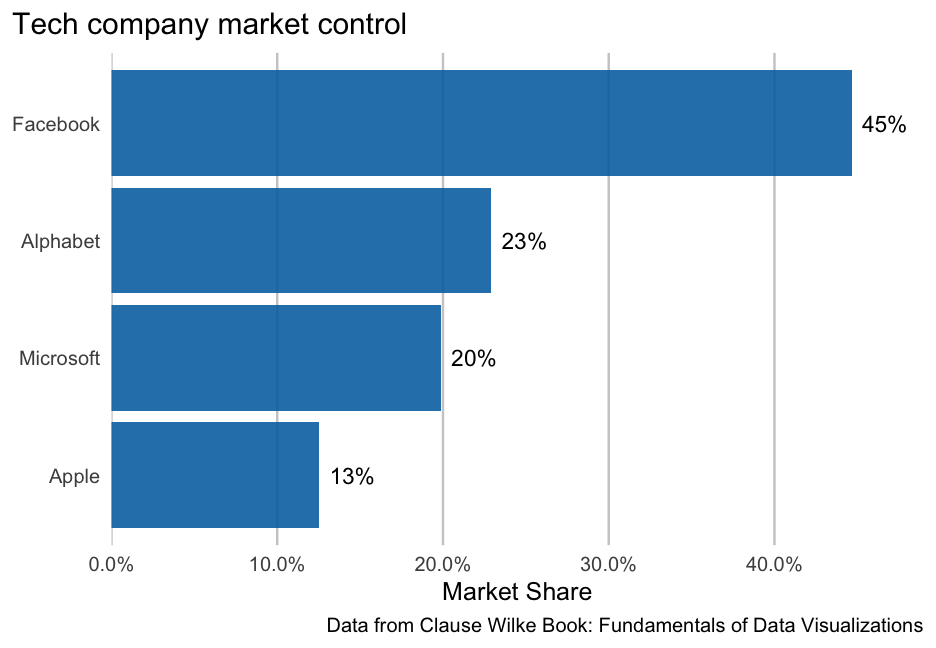 Tech company market control
Facebook
45%
Alphabet
23%
Microsoft
20%
Apple
13%
0.0% 10.0% 20.0% 30.0% 40.0%
Market Share
Data from Clause Wilke Book: Fundamentals of Data Visualizations